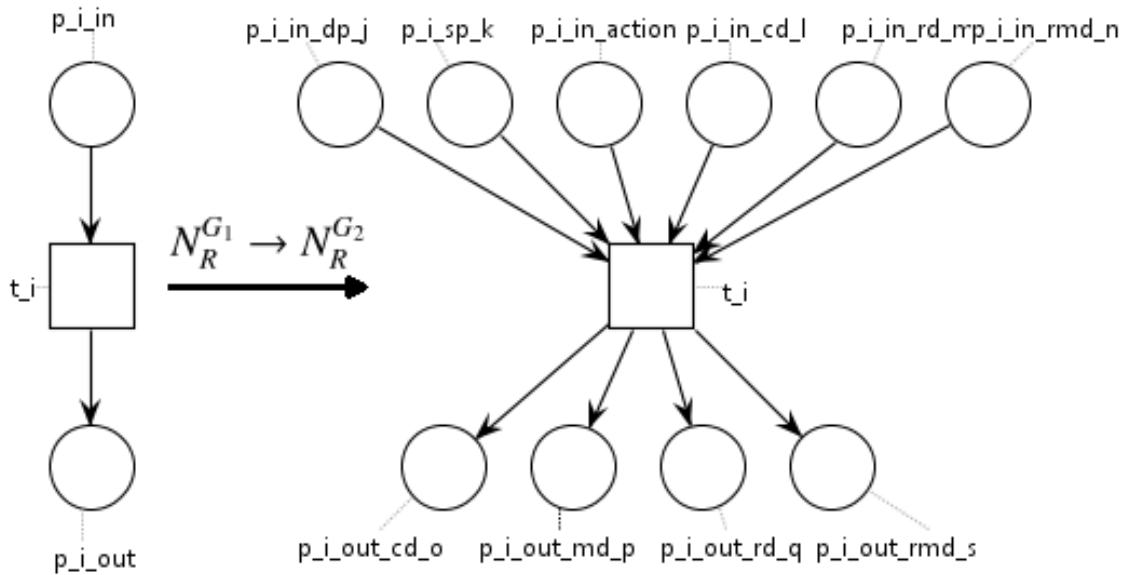 p_i_in
p_i_in_dp_j
p_i_sp_k
p_i_in_action
p_i_in_cd_l
p_i_in_rd_m
p_i_in_rmd_n
N_R^{G_1} → N_R^{G_2}
t_i
t_i
p_i_out
p_i_out_cd_o
p_i_out_md_p
p_i_out_rd_q
p_i_out_rmd_s